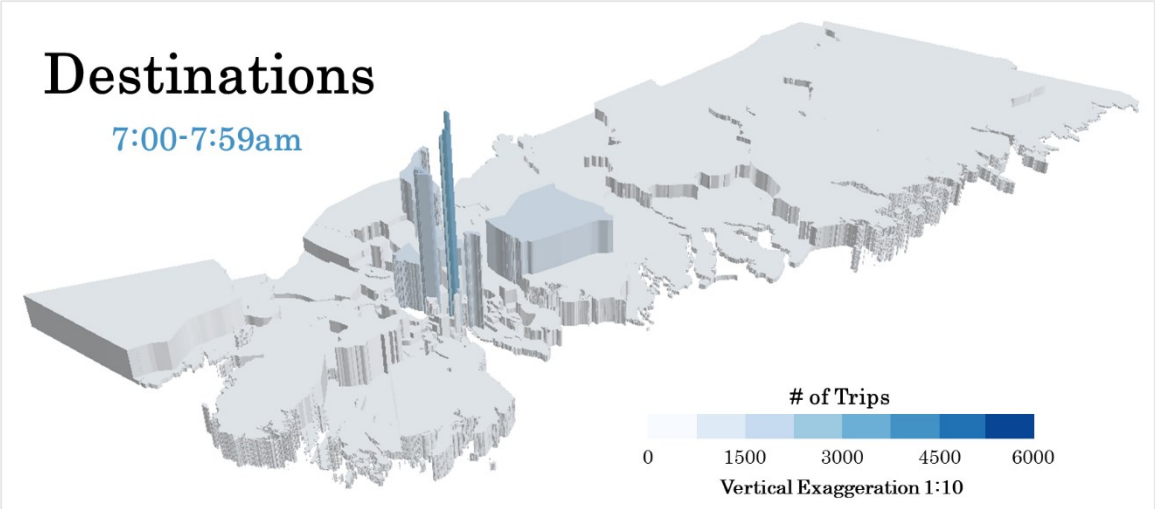 Destinations
7:00-7:59am
# of Trips
0 1500 3000 4500 6000
Vertical Exaggeration 1:10